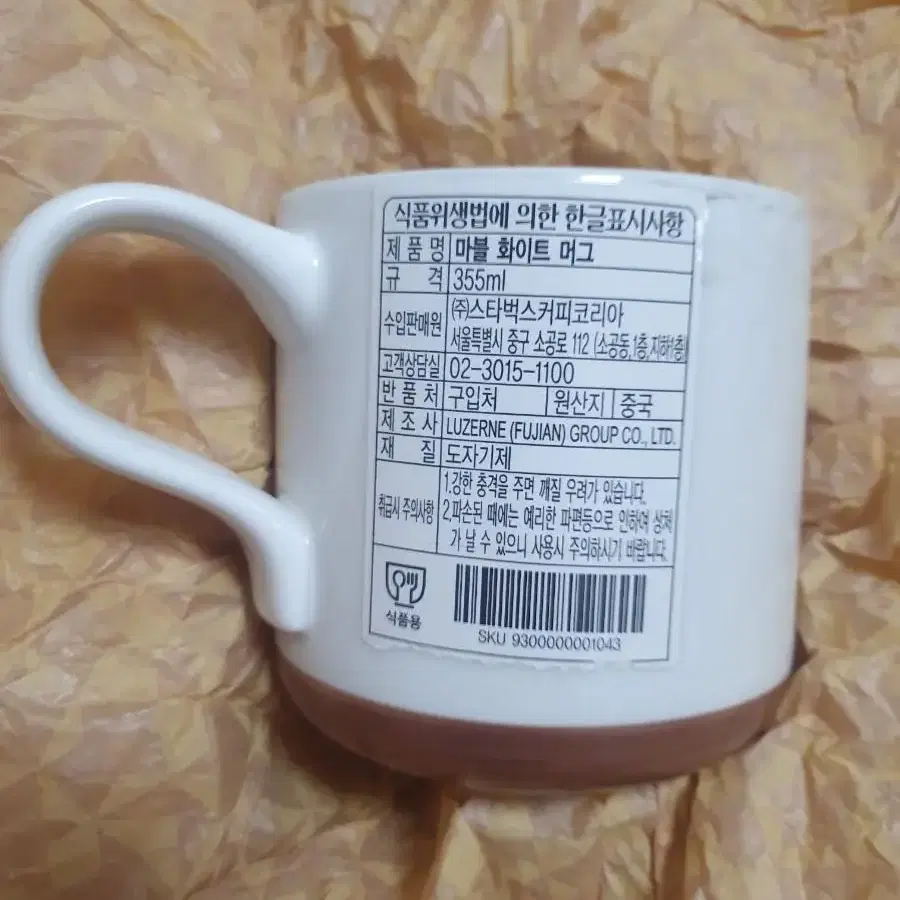 식품위생법에 의한 한글표시사항
제 품 명 마블 화이트 머그
규 격 355ml
수입판매원 ㈜스타벅스커피코리아
서울특별시 중구 소공로 112 (소공동,1층,지하1층)
고객상담실 02-3015-1100
반 품 처 구입처 원산지 중국
제 조 사 LUZERNE (FUJIAN) GROUP CO., LTD.
재 질 도자기제
취급시 주의사항 1.강한 충격을 주면 깨질 우려가 있습니다.
2.파손된 때에는 예리한 파편등으로 인하여 상처
가 날 수 있으니 사용시 주의하시기 바랍니다.
식품용
SKU 9300000001043